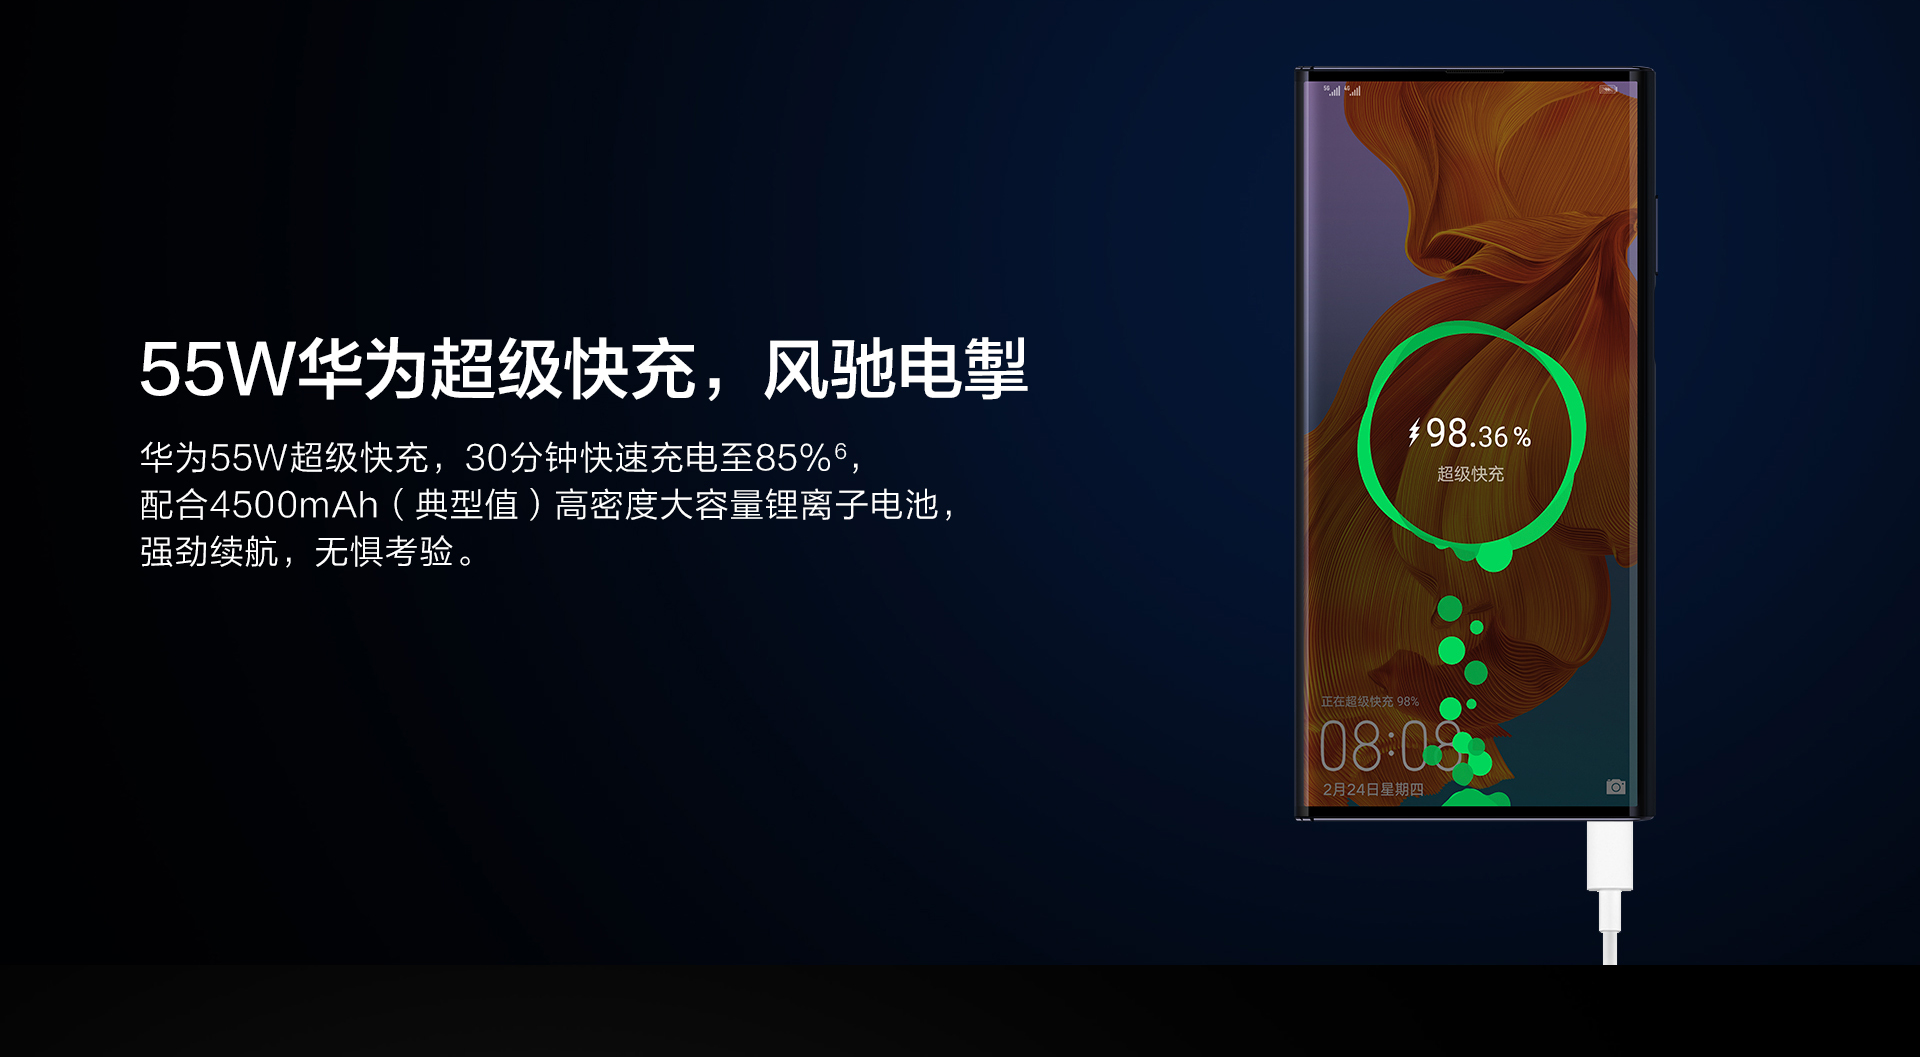 55W华为超级快充，风驰电掣
华为55W超级快充，30分钟快速充电至85%⁶，
配合4500mAh（典型值）高密度大容量锂离子电池，
强劲续航，无惧考验。
5G 4G
98.36%
超级快充
正在超级快充 98%
08:08
2月24日星期四